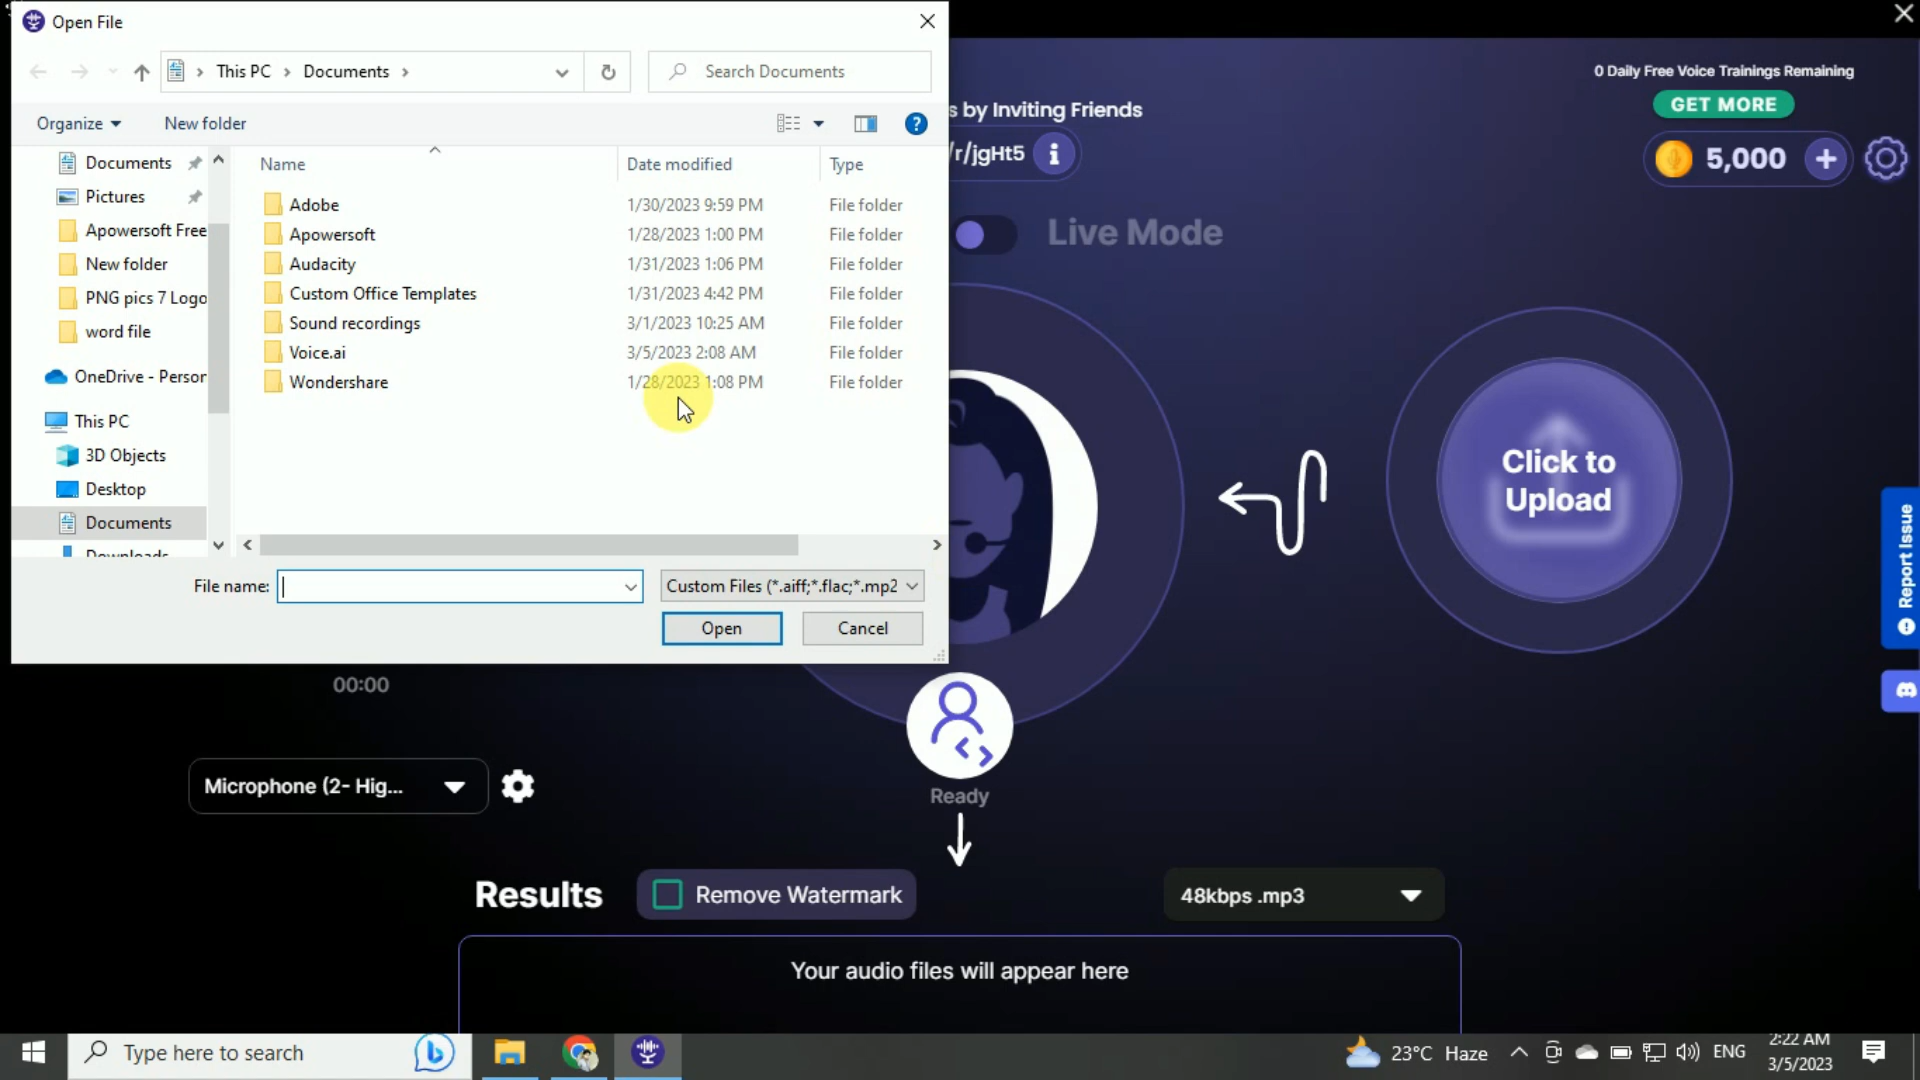 Open File
This PC
Documents
Search Documents
Organize
New folder
Name
Date modified
Type
Documents
Pictures
Apowersoft Free
New folder
PNG pics 7 Logo
word file
OneDrive - Person
This PC
3D Objects
Desktop
Documents
Downloads
Adobe 1/30/2023 9:59 PM File folder
Apowersoft 1/28/2023 1:00 PM File folder
Audacity 1/31/2023 1:06 PM File folder
Custom Office Templates 1/31/2023 4:42 PM File folder
Sound recordings 3/1/2023 10:25 AM File folder
Voice.ai 3/5/2023 2:08 AM File folder
Wondershare 1/28/2023 1:08 PM File folder
File name:
Custom Files (*.aiff;*.flac;*.mp2
Open
Cancel
0 Daily Free Voice Trainings Remaining
GET MORE
s by Inviting Friends
/r/jgHt5
5,000
Live Mode
Click to
Upload
Report Issue
00:00
Microphone (2- Hig...
Ready
Results
Remove Watermark
48kbps .mp3
Your audio files will appear here
Type here to search
23°C Haze
ENG
2:22 AM
3/5/2023